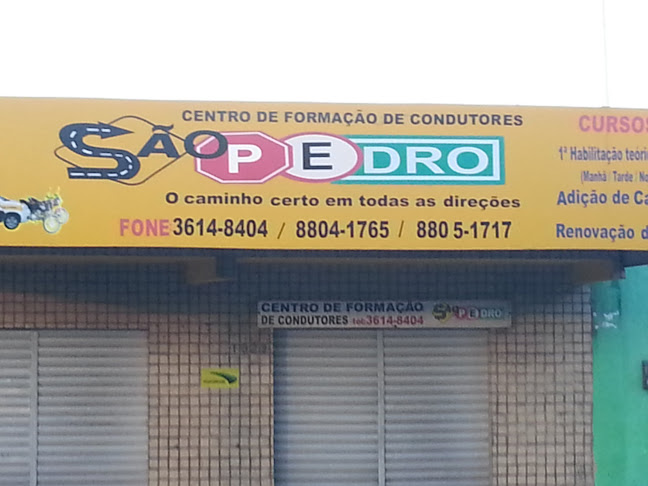 CENTRO DE FORMAÇÃO DE CONDUTORES
SÃO PEDRO
O caminho certo em todas as direções
FONE 3614-8404 / 8804-1765 / 8805-1717
CURSOS
1ª Habilitação
(Manhã / Tarde /
Adição de
Renovação
CENTRO DE FORMAÇÃO
DE CONDUTORES 3614-8404
SÃO PEDRO